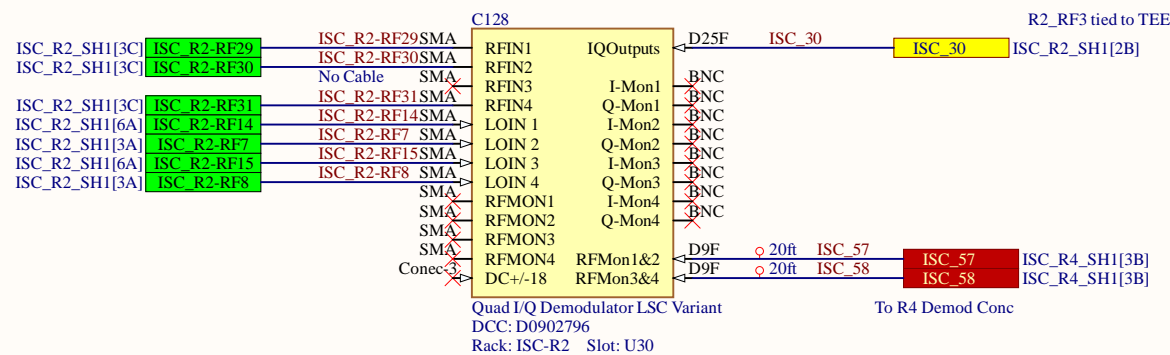 C128
R2_RF3 tied to TEE
ISC_R2_SH1[3C] ISC_R2-RF29 ISC_R2-RF29 SMA RFIN1 IQOutputs D25F ISC_30 ISC_30 ISC_R2_SH1[2B]
ISC_R2_SH1[3C] ISC_R2-RF30 ISC_R2-RF30 SMA RFIN2
No Cable SMA RFIN3 I-Mon1 BNC
ISC_R2_SH1[3C] ISC_R2-RF31 ISC_R2-RF31 SMA RFIN4 Q-Mon1 BNC
ISC_R2_SH1[6A] ISC_R2-RF14 ISC_R2-RF14 SMA LOIN 1 I-Mon2 BNC
ISC_R2_SH1[3A] ISC_R2-RF7 ISC_R2-RF7 SMA LOIN 2 Q-Mon2 BNC
ISC_R2_SH1[6A] ISC_R2-RF15 ISC_R2-RF15 SMA LOIN 3 I-Mon3 BNC
ISC_R2_SH1[3A] ISC_R2-RF8 ISC_R2-RF8 SMA LOIN 4 Q-Mon3 BNC
SMA RFMON1 I-Mon4 BNC
SMA RFMON2 Q-Mon4 BNC
SMA RFMON3
SMA RFMON4 RFMon1&2 D9F 20ft ISC_57 ISC_57 ISC_R4_SH1[3B]
Conec-3 DC+/-18 RFMon3&4 D9F 20ft ISC_58 ISC_58 ISC_R4_SH1[3B]
Quad I/Q Demodulator LSC Variant
To R4 Demod Conc
DCC: D0902796
Rack: ISC-R2 Slot: U30